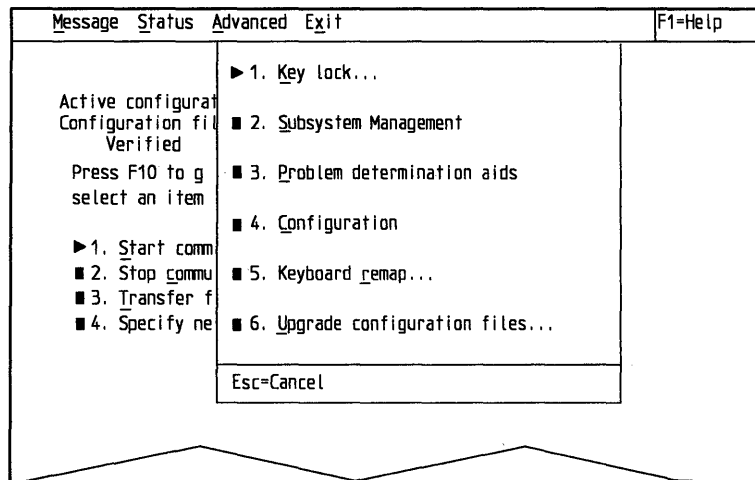 Message Status Advanced Exit F1=Help
▶1. Key lock...
Active configurat
Configuration fil
■ 2. Subsystem Management
Verified
Press F10 to g
■ 3. Problem determination aids
select an item
■ 4. Configuration
▶1. Start comm
■ 2. Stop commu
■ 5. Keyboard remap...
■ 3. Transfer f
■ 4. Specify ne
■ 6. Upgrade configuration files...
Esc=Cancel